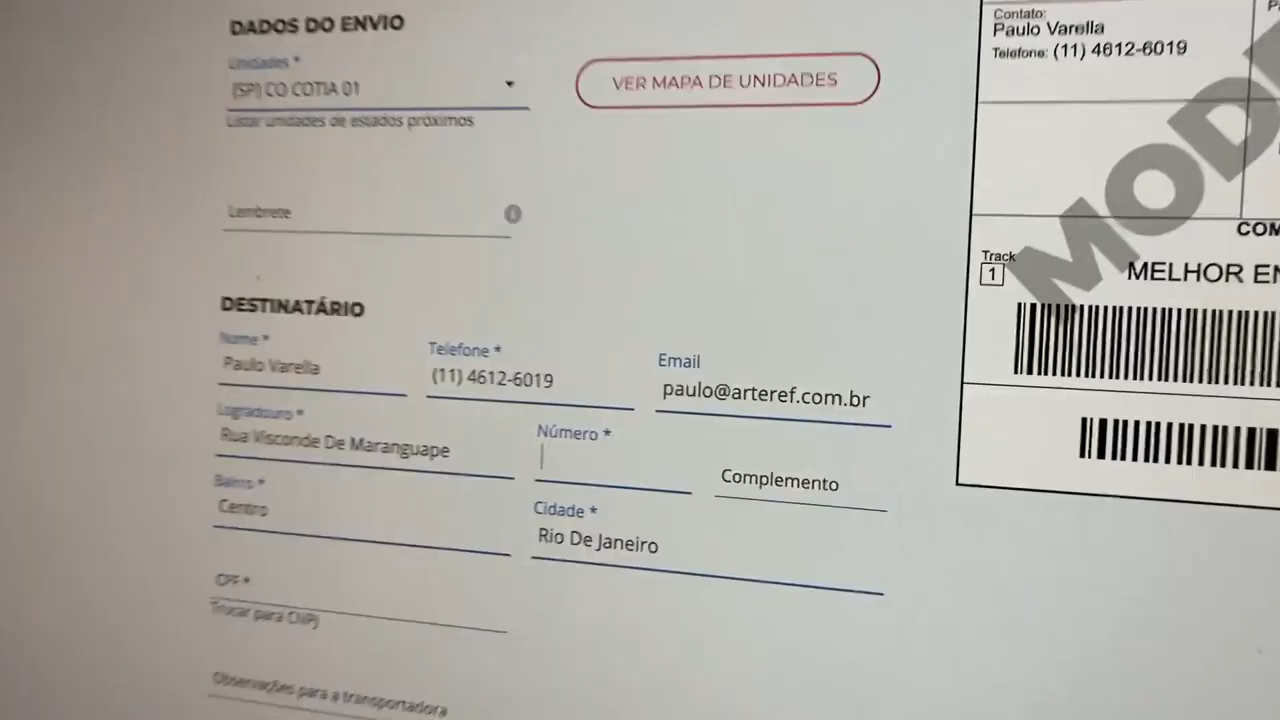 DADOS DO ENVIO
Unidades *
(SP) CO COTIA 01
VER MAPA DE UNIDADES
Listar unidades de estados próximos
Lembrete
DESTINATÁRIO
Nome *
Paulo Varella
Telefone *
(11) 4612-6019
Email
paulo@arteref.com.br
Logradouro *
Rua Visconde De Maranguape
Número *
Complemento
Bairro *
Centro
Cidade *
Rio De Janeiro
CPF *
Trocar para CNPJ
Observações para a transportadora
Contato:
Paulo Varella
Telefone: (11) 4612-6019
MOD
COM
Track
1
MELHOR EN